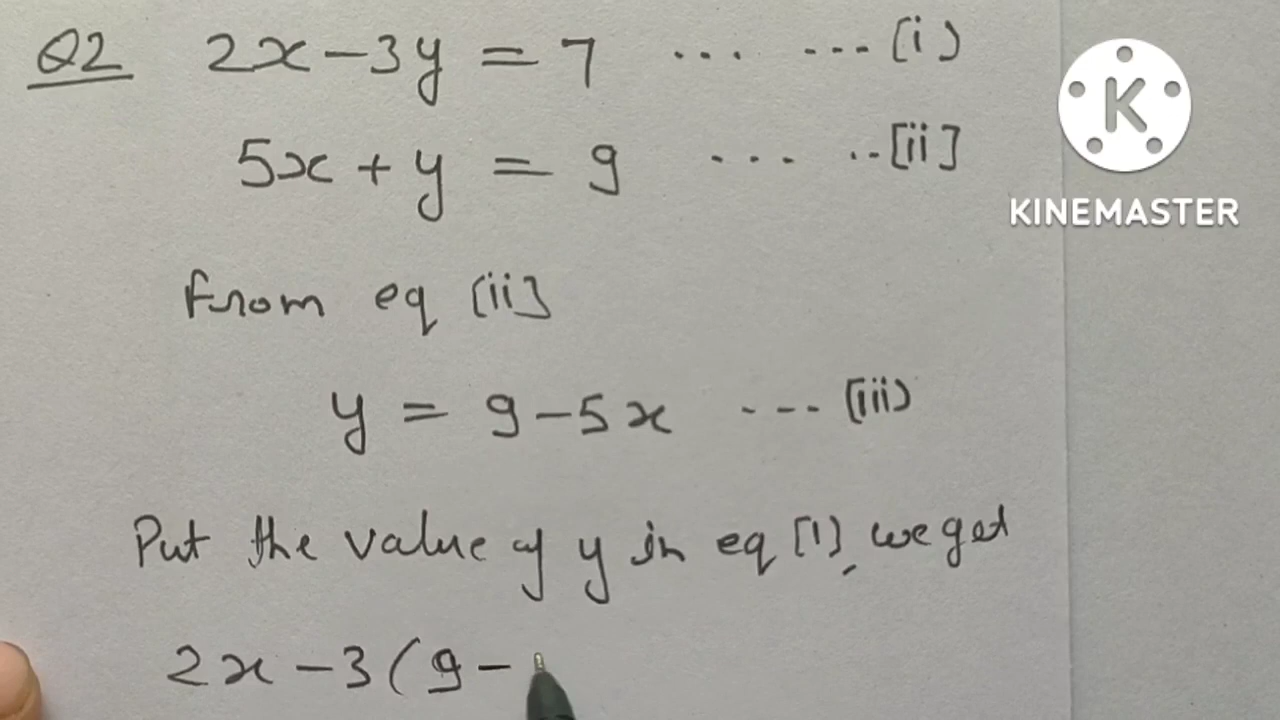 Q2 2x - 3y = 7 ... --- (i)
5x + y = 9 ... .. [ii]
From eq [ii]
y = 9 - 5x --- (iii)
Put the value of y in eq [1], we get
2x - 3 ( 9 -
K
KINEMASTER